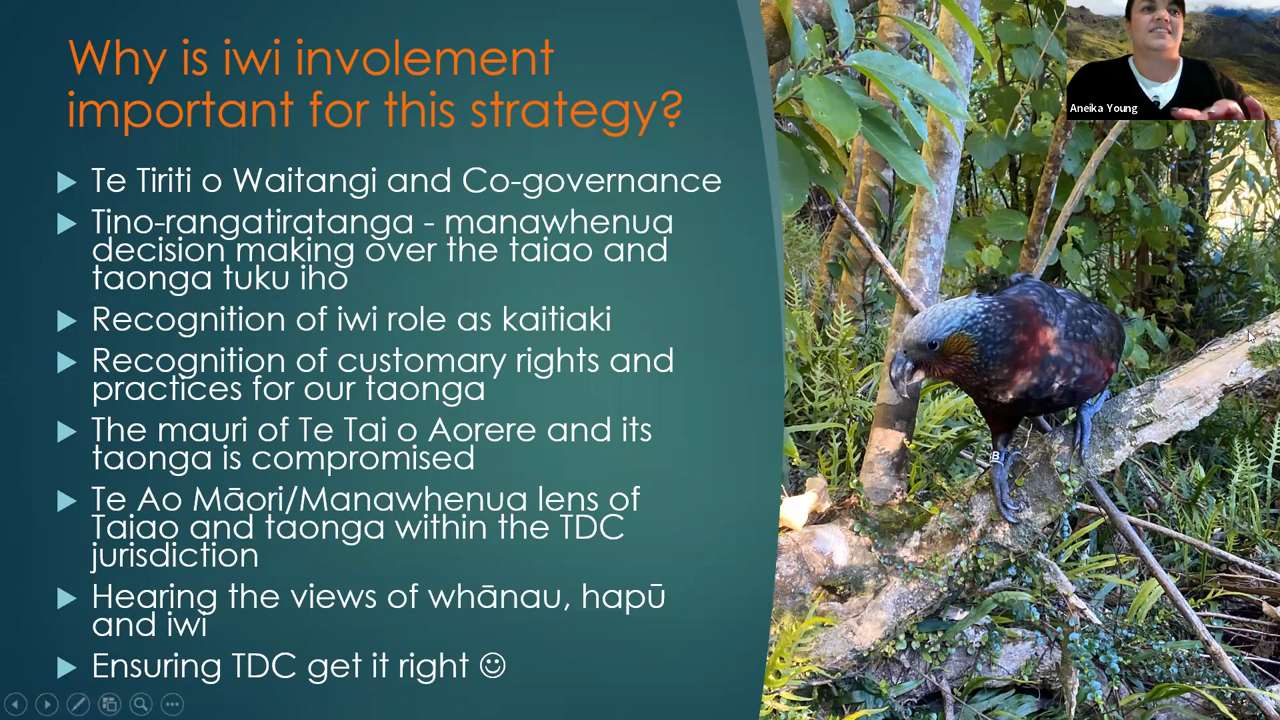 Why is iwi involement
important for this strategy?
Te Tiriti o Waitangi and Co-governance
Tino-rangatiratanga - manawhenua
decision making over the taiao and
taonga tuku iho
Recognition of iwi role as kaitiaki
Recognition of customary rights and
practices for our taonga
The mauri of Te Tai o Aorere and its
taonga is compromised
Te Ao Māori/Manawhenua lens of
Taiao and taonga within the TDC
jurisdiction
Hearing the views of whānau, hapū
and iwi
Ensuring TDC get it right ☺
Aneika Young
B